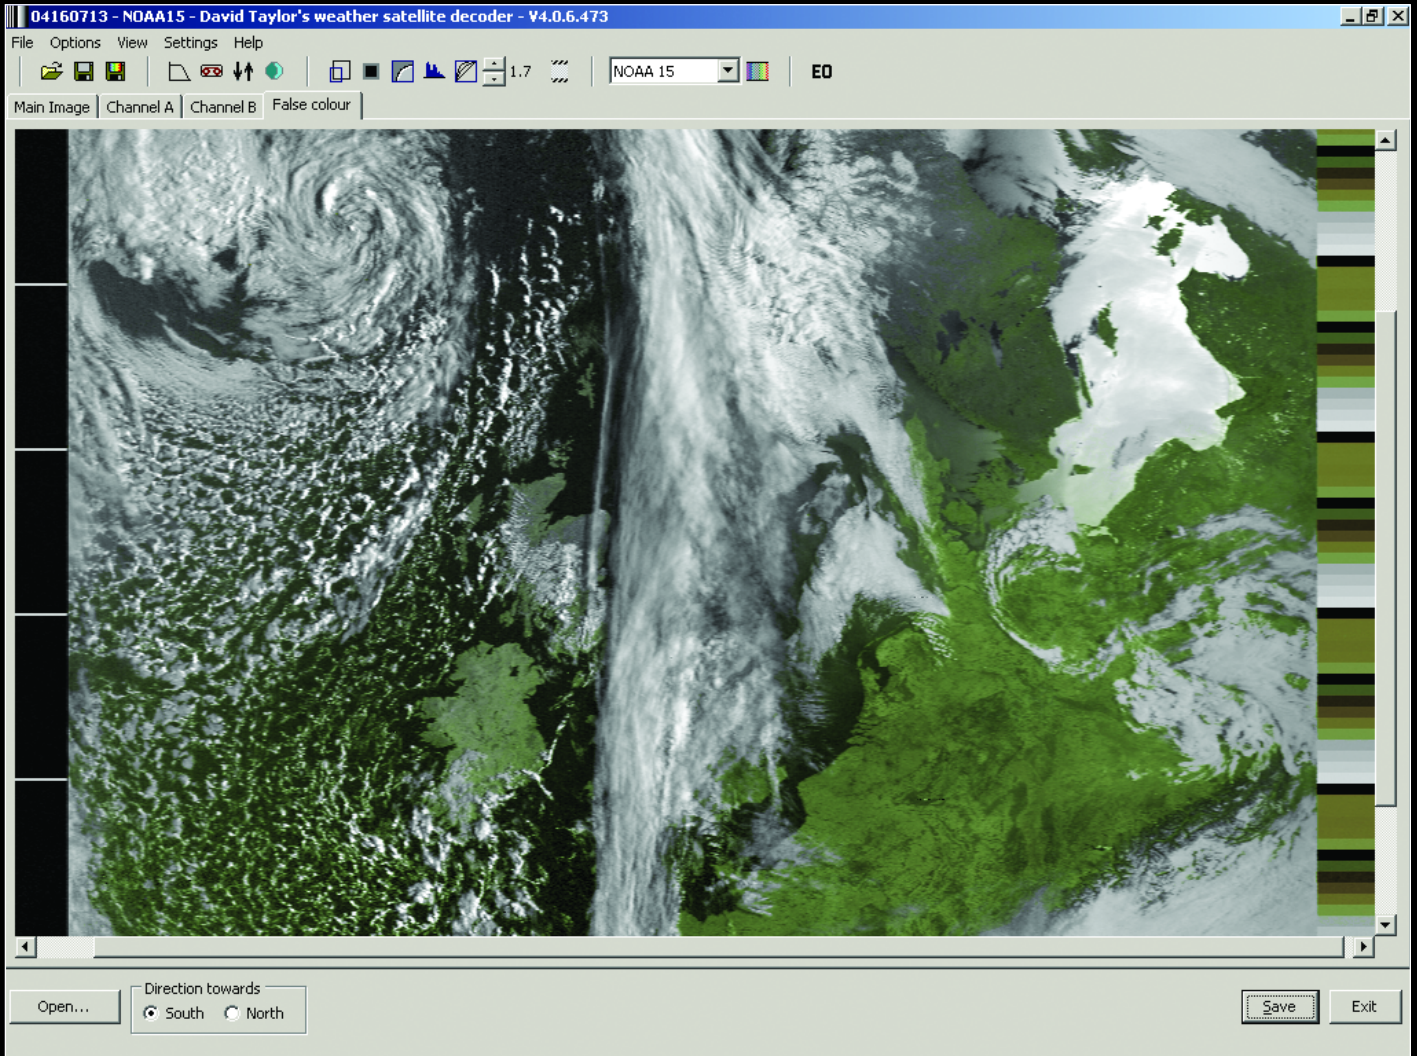 04160713 - NOAA15 - David Taylor's weather satellite decoder - V4.0.6.473
File Options View Settings Help
1.7 NOAA 15 EO
Main Image Channel A Channel B False colour
Direction towards
Open... South North Save Exit